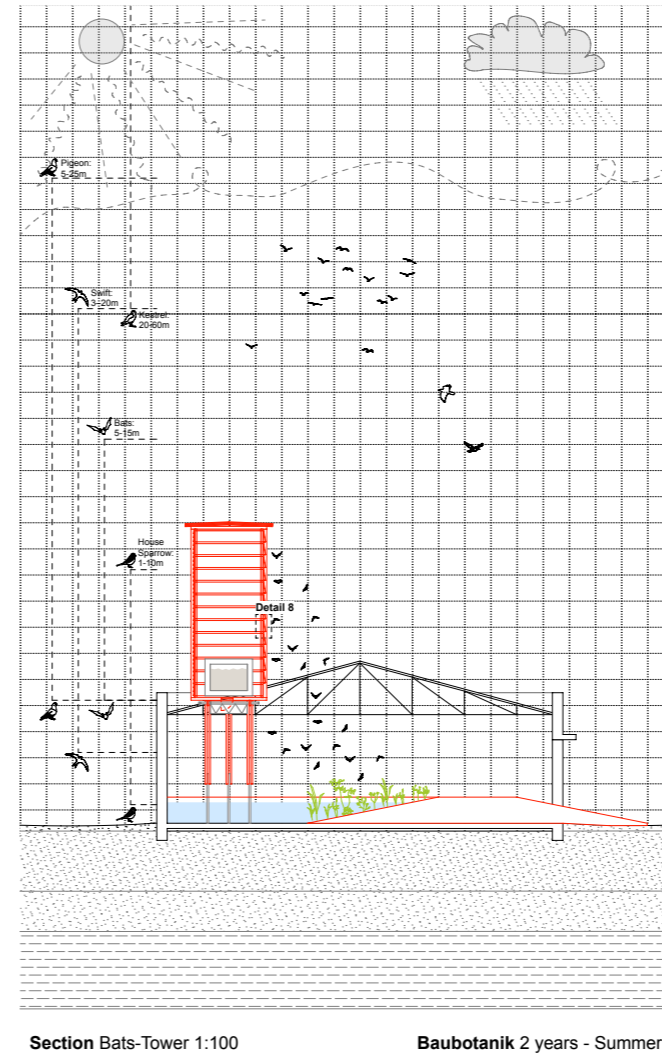 Pigeon:
5-25m
Swift:
3-20m
Kestrel:
20-60m
Bats:
5-15m
House
Sparrow:
1-10m
Detail 8
Section Bats-Tower 1:100
Baubotanik 2 years - Summer